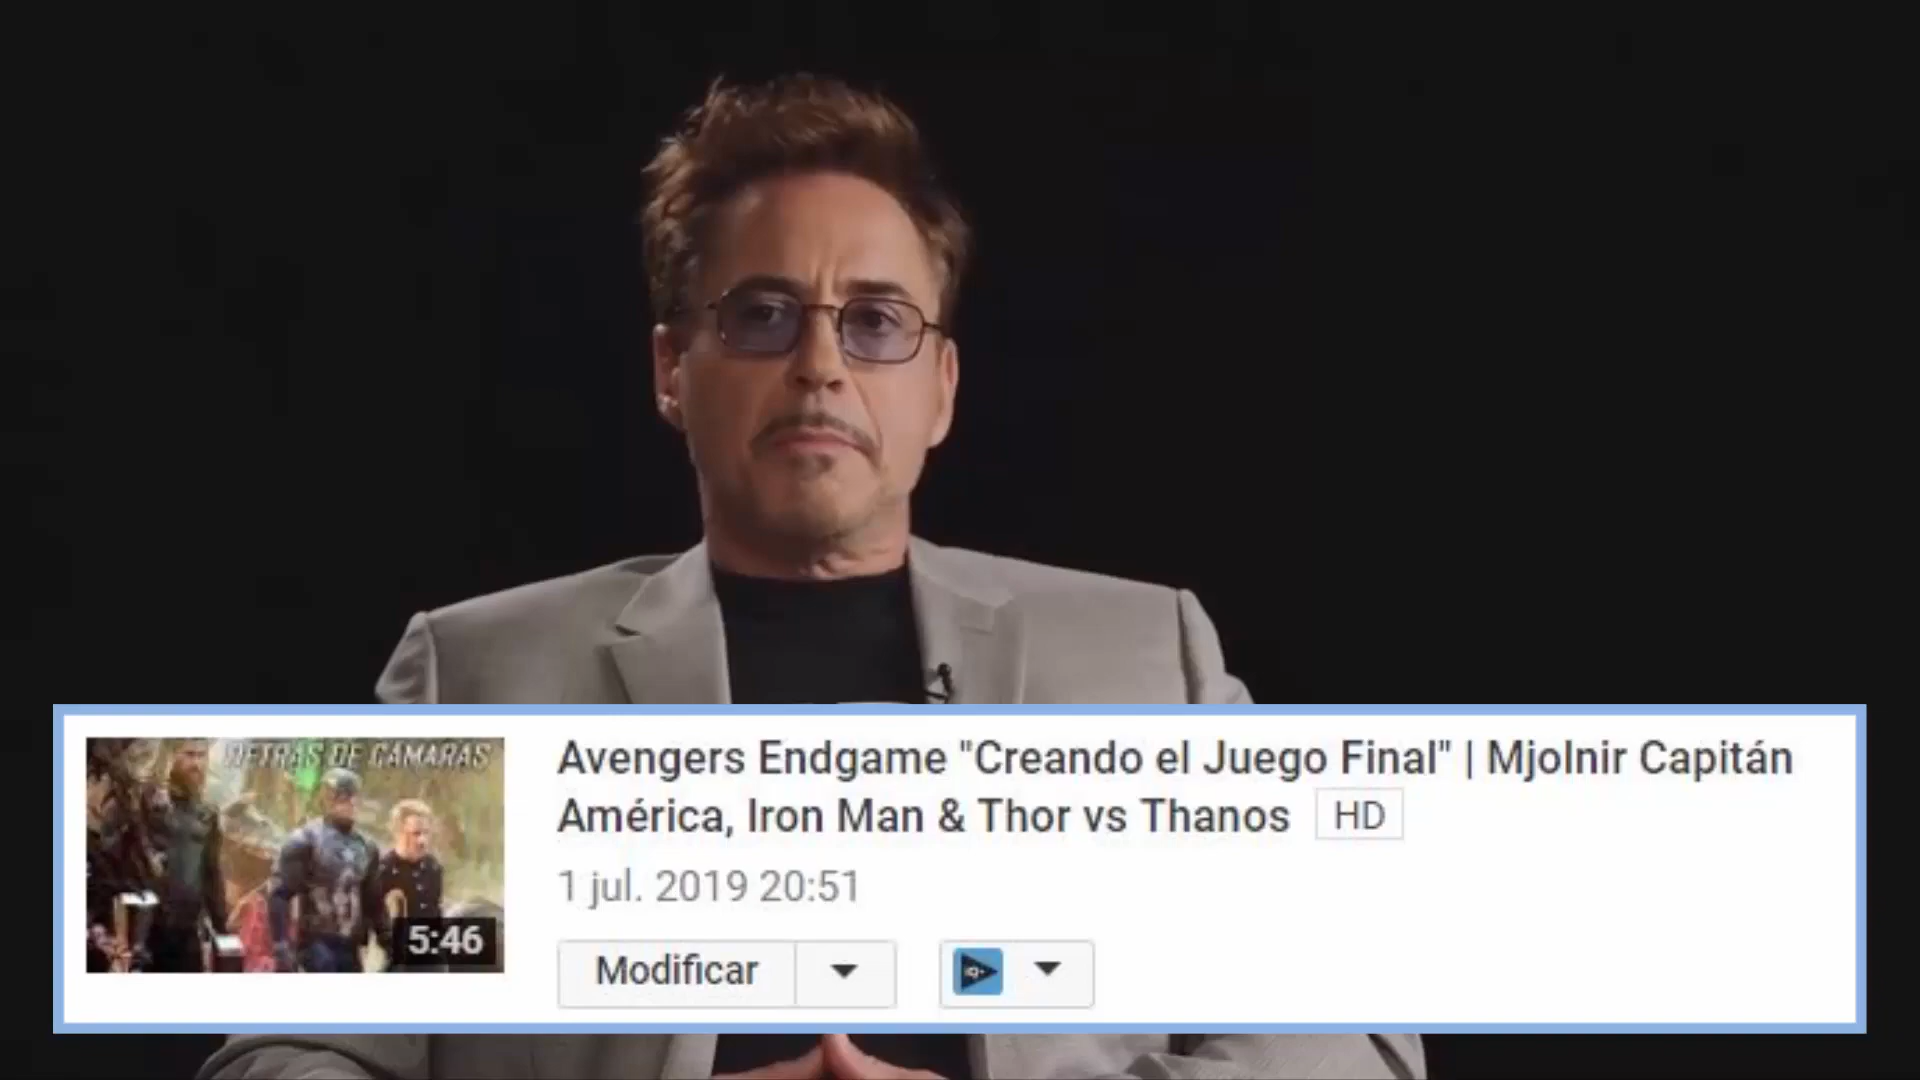 DETRÁS DE CÁMARAS
5:46
Avengers Endgame "Creando el Juego Final" | Mjolnir Capitán
América, Iron Man & Thor vs Thanos HD
1 jul. 2019 20:51
Modificar